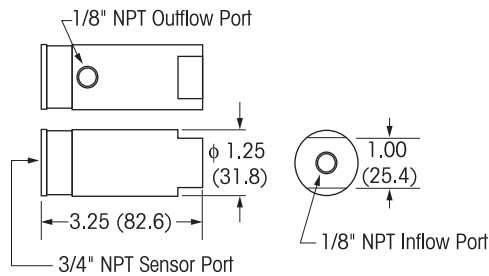 1/8" NPT Outflow Port
ϕ 1.25
(31.8)
1.00
(25.4)
3.25 (82.6)
1/8" NPT Inflow Port
3/4" NPT Sensor Port